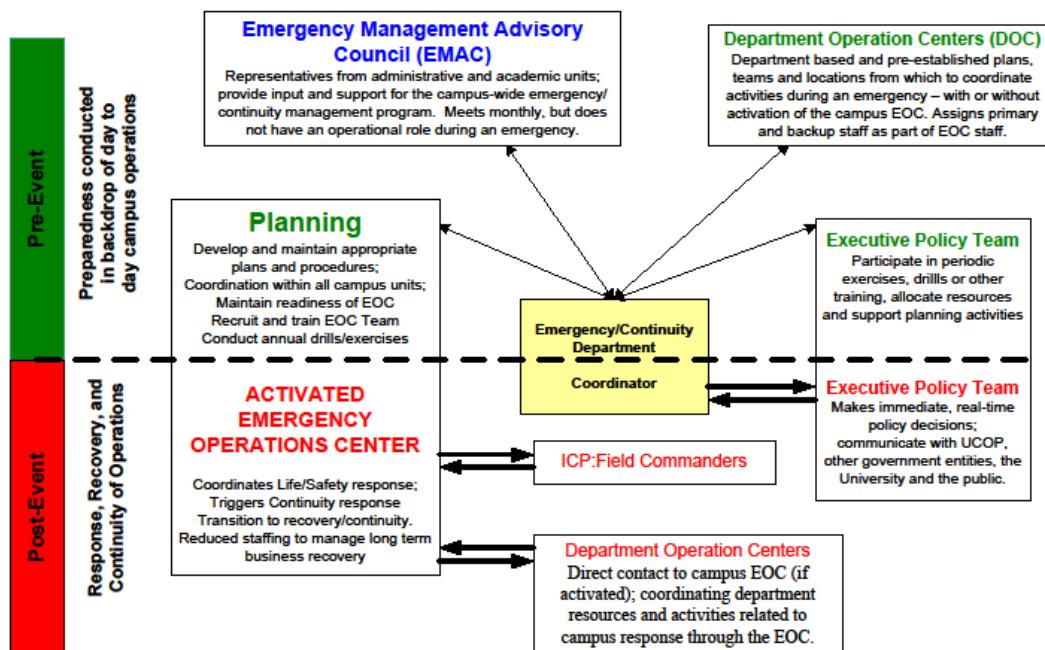 Pre-Event
Preparedness conducted
in backdrop of day to
day campus operations
Emergency Management Advisory
Council (EMAC)
Representatives from administrative and academic units;
provide input and support for the campus-wide emergency/
continuity management program. Meets monthly, but does
not have an operational role during an emergency.
Department Operation Centers (DOC)
Department based and pre-established plans,
teams and locations from which to coordinate
activities during an emergency – with or without
activation of the campus EOC. Assigns primary
and backup staff as part of EOC staff.
Planning
Develop and maintain appropriate
plans and procedures;
Coordination within all campus units;
Maintain readiness of EOC
Recruit and train EOC Team
Conduct annual drills/exercises
Emergency/Continuity
Department
Coordinator
Executive Policy Team
Participate in periodic
exercises, drills or other
training, allocate resources
and support planning activities
Post-Event
Response, Recovery, and
Continuity of Operations
ACTIVATED
EMERGENCY
OPERATIONS CENTER
Coordinates Life/Safety response;
Triggers Continuity response
Transition to recovery/continuity.
Reduced staffing to manage long term
business recovery
Executive Policy Team
Makes immediate, real-time
policy decisions;
communicate with UCOP,
other government entities, the
University and the public.
ICP:Field Commanders
Department Operation Centers
Direct contact to campus EOC (if
activated); coordinating department
resources and activities related to
campus response through the EOC.